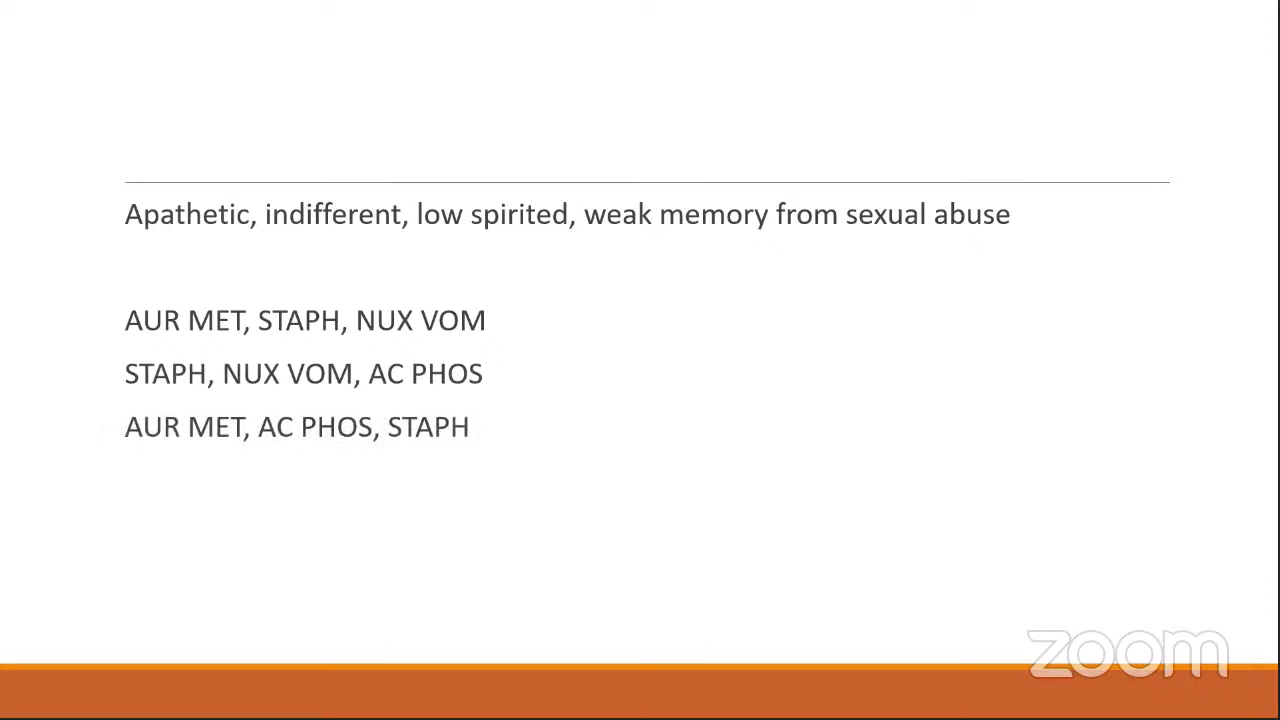 Apathetic, indifferent, low spirited, weak memory from sexual abuse
AUR MET, STAPH, NUX VOM
STAPH, NUX VOM, AC PHOS
AUR MET, AC PHOS, STAPH
zoom